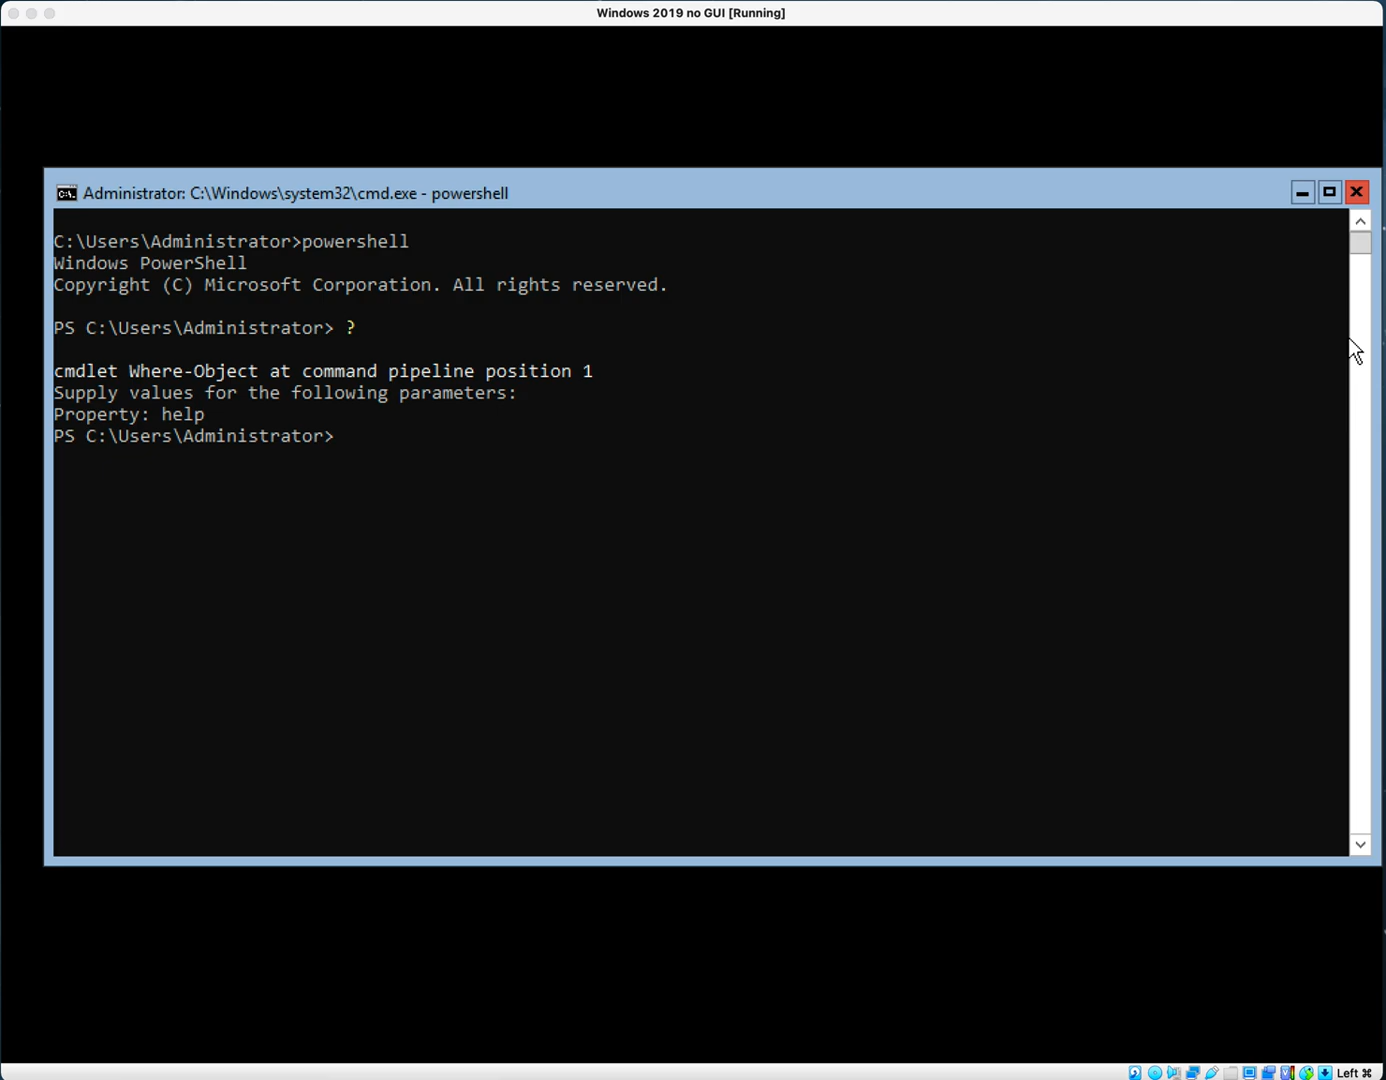 Windows 2019 no GUI [Running]
Administrator: C:\Windows\system32\cmd.exe - powershell
C:\Users\Administrator>powershell
Windows PowerShell
Copyright (C) Microsoft Corporation. All rights reserved.
PS C:\Users\Administrator> ?
cmdlet Where-Object at command pipeline position 1
Supply values for the following parameters:
Property: help
PS C:\Users\Administrator>
Left ⌘